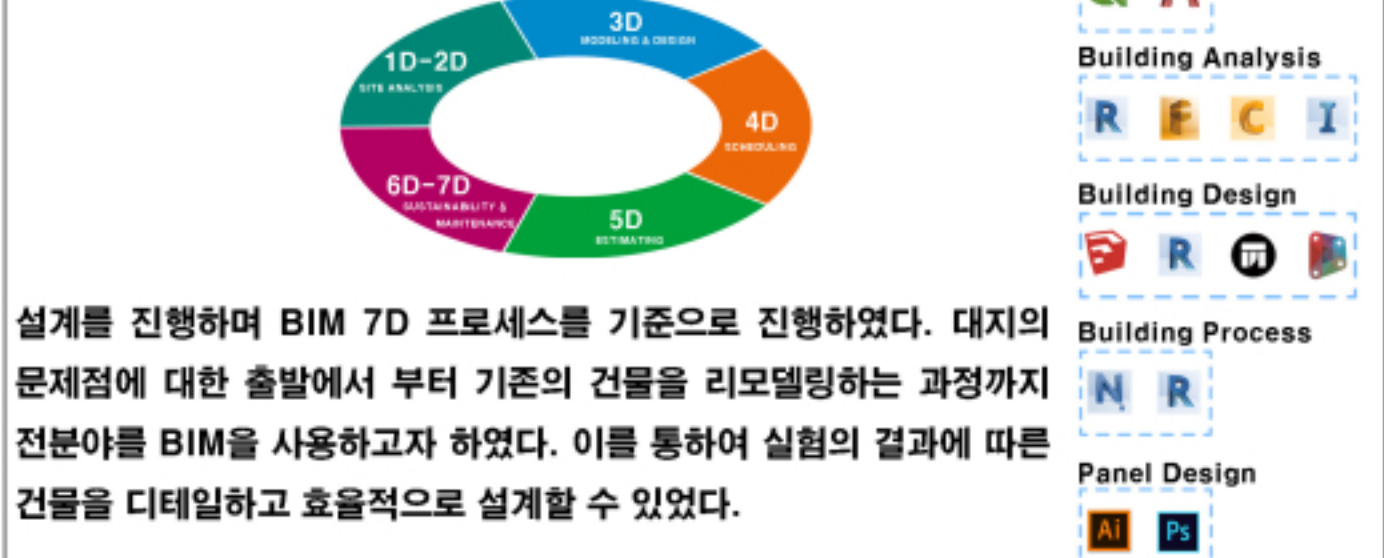 3D
MODELING & DESIGN
1D-2D
SITE ANALYSIS
4D
SCHEDULING
6D-7D
SUSTAINABILITY &
MAINTENANCE
5D
ESTIMATING
설계를 진행하며 BIM 7D 프로세스를 기준으로 진행하였다. 대지의
문제점에 대한 출발에서 부터 기존의 건물을 리모델링하는 과정까지
전분야를 BIM을 사용하고자 하였다. 이를 통하여 실험의 결과에 따른
건물을 디테일하고 효율적으로 설계할 수 있었다.
Building Analysis
R F C I
Building Design
R
Building Process
N R
Panel Design
Ai Ps